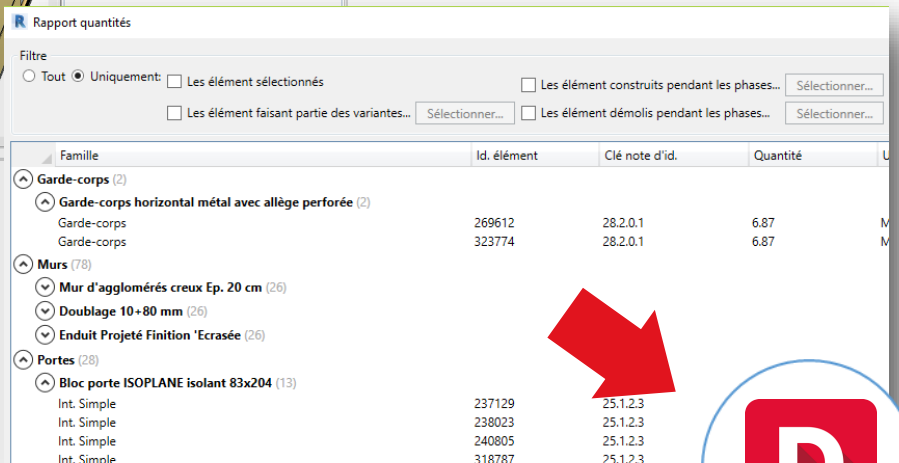 R Rapport quantités
Filtre
Tout Uniquement: Les élément sélectionnés Les élément construits pendant les phases... Sélectionner...
Les élément faisant partie des variantes... Sélectionner... Les élément démolis pendant les phases... Sélectionner...
Famille Id. élément Clé note d'id. Quantité U
Garde-corps (2)
Garde-corps horizontal métal avec allège perforée (2)
Garde-corps 269612 28.2.0.1 6.87 M
Garde-corps 323774 28.2.0.1 6.87 M
Murs (78)
Mur d'agglomérés creux Ep. 20 cm (26)
Doublage 10+80 mm (26)
Enduit Projeté Finition 'Ecrasée (26)
Portes (28)
Bloc porte ISOPLANE isolant 83x204 (13)
Int. Simple 237129 25.1.2.3
Int. Simple 238023 25.1.2.3
Int. Simple 240805 25.1.2.3
Int. Simple 318787 25.1.2.3